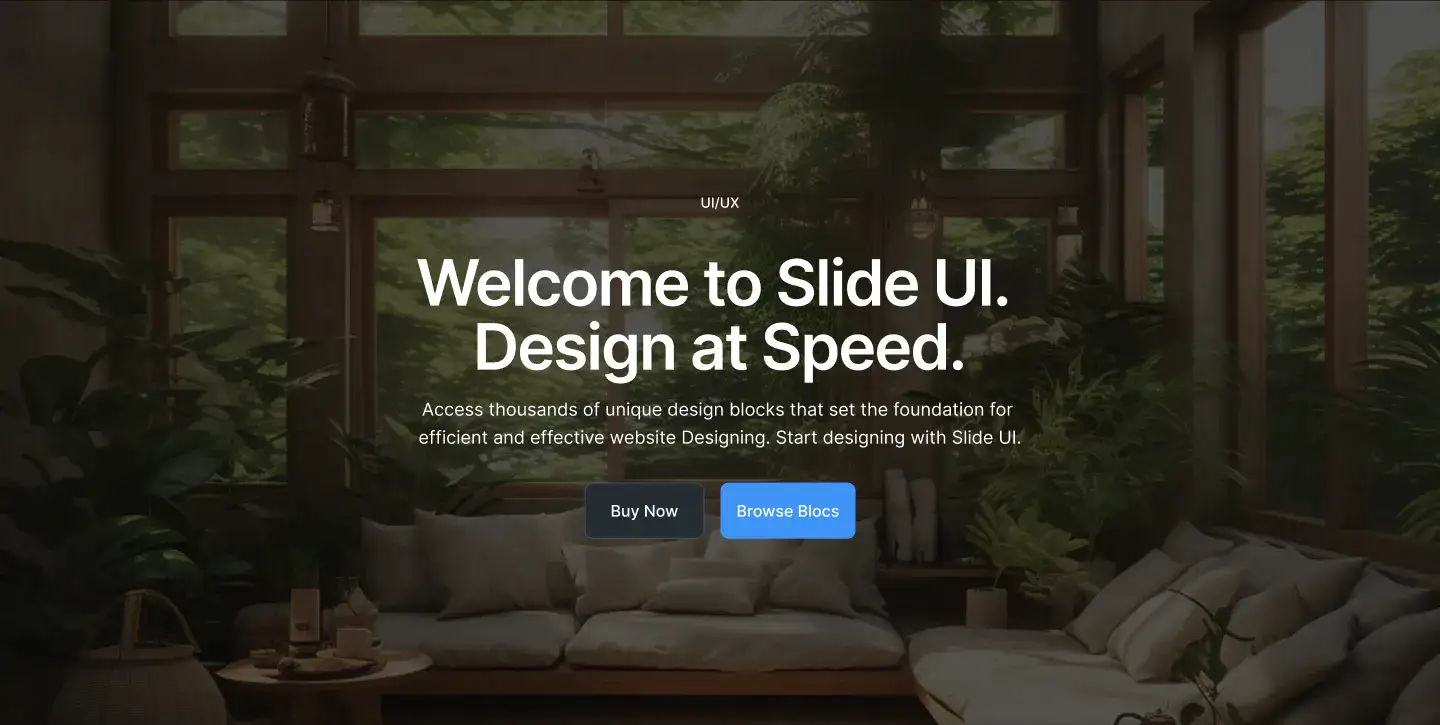 UI/UX
Welcome to Slide UI.
Design at Speed.
Access thousands of unique design blocks that set the foundation for
efficient and effective website Designing. Start designing with Slide UI.
Buy Now
Browse Blocs